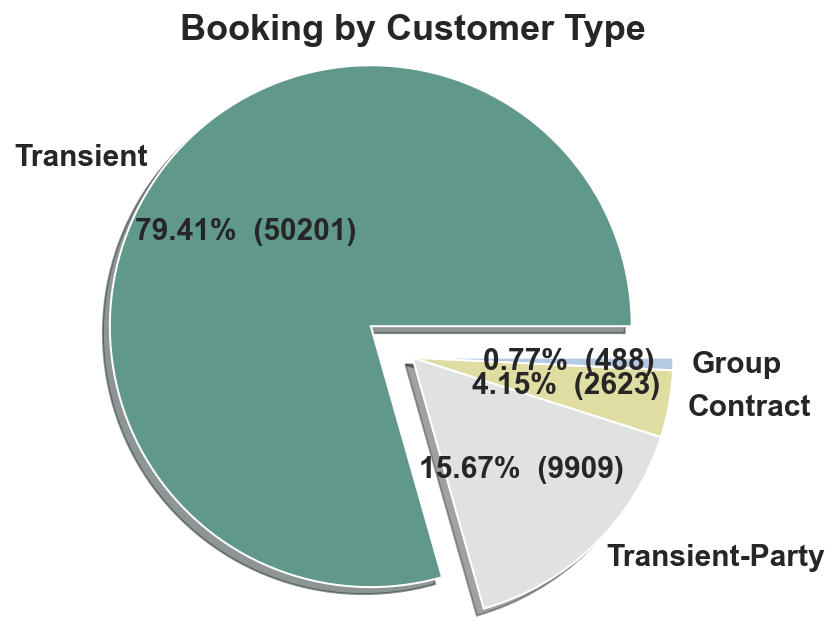 Booking by Customer Type
Transient
79.41% (50201)
0.77% (488)
Group
4.15% (2623)
Contract
15.67% (9909)
Transient-Party